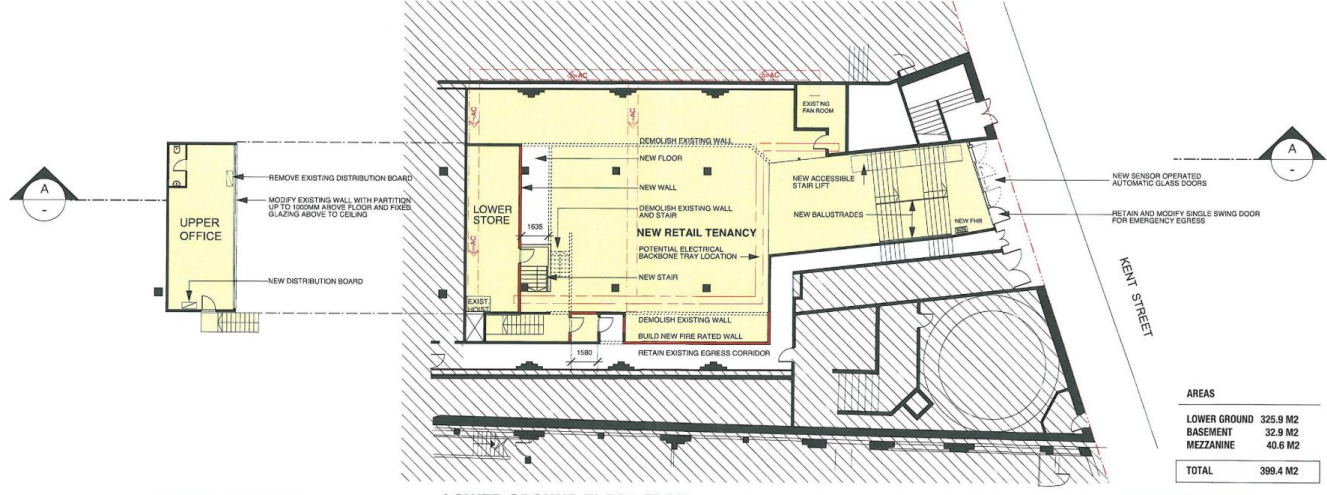 A
-
REMOVE EXISTING DISTRIBUTION BOARD
MODIFY EXISTING WALL WITH PARTITION
UP TO 1000MM ABOVE FLOOR AND FIXED
GLAZING ABOVE TO CEILING
UPPER
OFFICE
NEW DISTRIBUTION BOARD
AC
AC
AC
AC
AC
EXISTING
FAN ROOM
DEMOLISH EXISTING WALL
NEW FLOOR
NEW WALL
DEMOLISH EXISTING WALL
AND STAIR
LOWER
STORE
1635
NEW RETAIL TENANCY
POTENTIAL ELECTRICAL
BACKBONE TRAY LOCATION
NEW STAIR
EXIST
HOIST
DEMOLISH EXISTING WALL
BUILD NEW FIRE RATED WALL
1580
RETAIN EXISTING EGRESS CORRIDOR
NEW ACCESSIBLE
STAIR LIFT
NEW BALUSTRADES
NEW FHR
A
-
NEW SENSOR OPERATED
AUTOMATIC GLASS DOORS
RETAIN AND MODIFY SINGLE SWING DOOR
FOR EMERGENCY EGRESS
KENT STREET
AREAS
LOWER GROUND 325.9 M2
BASEMENT 32.9 M2
MEZZANINE 40.6 M2
TOTAL 399.4 M2